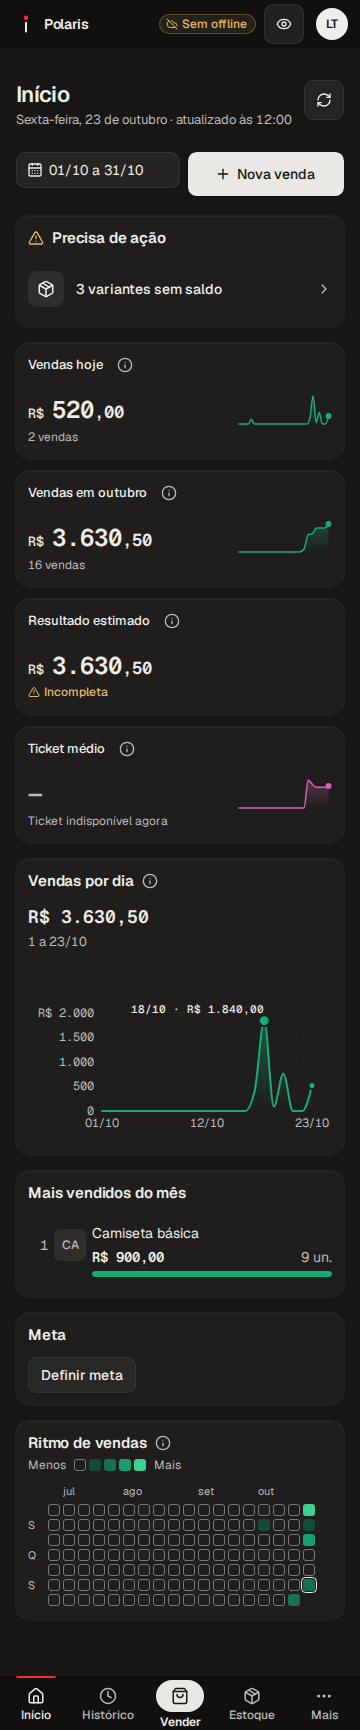 Polaris
Sem offline
LT
Início
Sexta-feira, 23 de outubro · atualizado às 12:00
01/10 a 31/10
Nova venda
Precisa de ação
3 variantes sem saldo
Vendas hoje
R$ 520,00
2 vendas
Vendas em outubro
R$ 3.630,50
16 vendas
Resultado estimado
R$ 3.630,50
Incompleta
Ticket médio
—
Ticket indisponível agora
Vendas por dia
R$ 3.630,50
1 a 23/10
18/10 · R$ 1.840,00
R$ 2.000
1.500
1.000
500
0
01/10 12/10 23/10
Mais vendidos do mês
1 CA Camiseta básica
R$ 900,00 9 un.
Meta
Definir meta
Ritmo de vendas
Menos Mais
jul ago set out
S
Q
S
Início Histórico Vender Estoque Mais